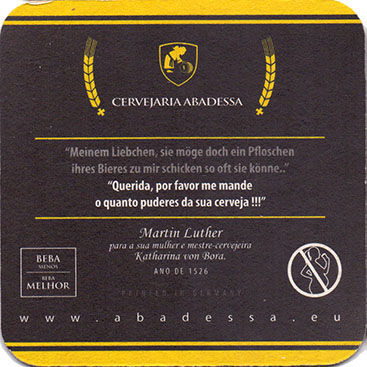 CERVEJARIA ABADESSA
“Meinem Liebchen, sie möge doch ein Pfloschen
ihres Bieres zu mir schicken so oft sie könne..”
“Querida, por favor me mande
o quanto puderes da sua cerveja !!!”
Martin Luther
para a sua mulher e mestre-cervejeira
Katharina von Bora.
ANO DE 1526
BEBA
MENOS
BEBA
MELHOR
PRINTED IN GERMANY
www.abadessa.eu